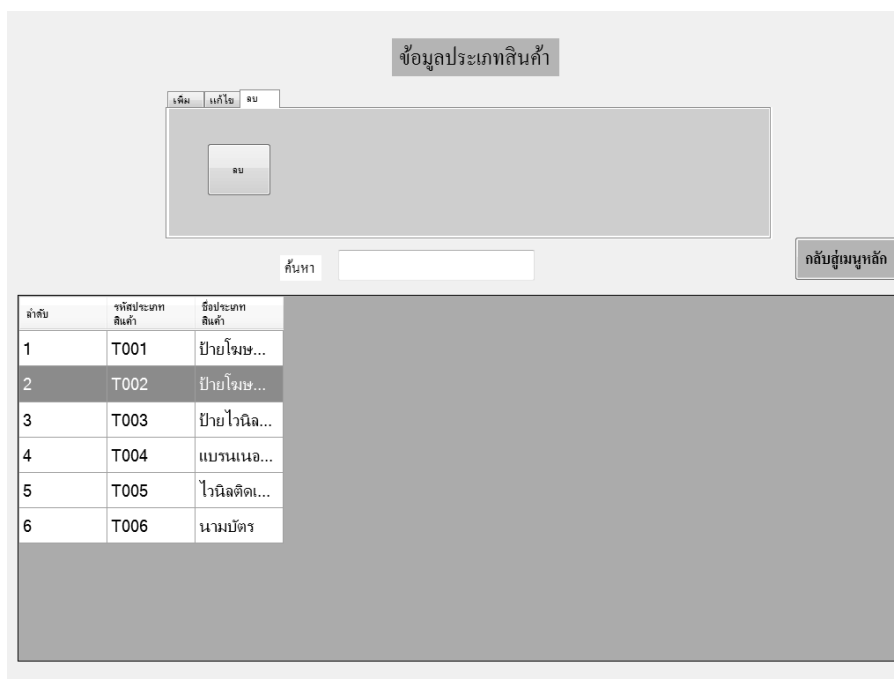 ข้อมูลประเภทสินค้า
เพิ่ม แก้ไข ลบ
ลบ
ค้นหา
กลับสู่เมนูหลัก
ลำดับ รหัสประเภทสินค้า ชื่อประเภทสินค้า
1 T001 ป้ายโฆษ...
2 T002 ป้ายโฆษ...
3 T003 ป้ายไวนิล...
4 T004 แบรนเนอ...
5 T005 ไวนิลติดเ...
6 T006 นามบัตร